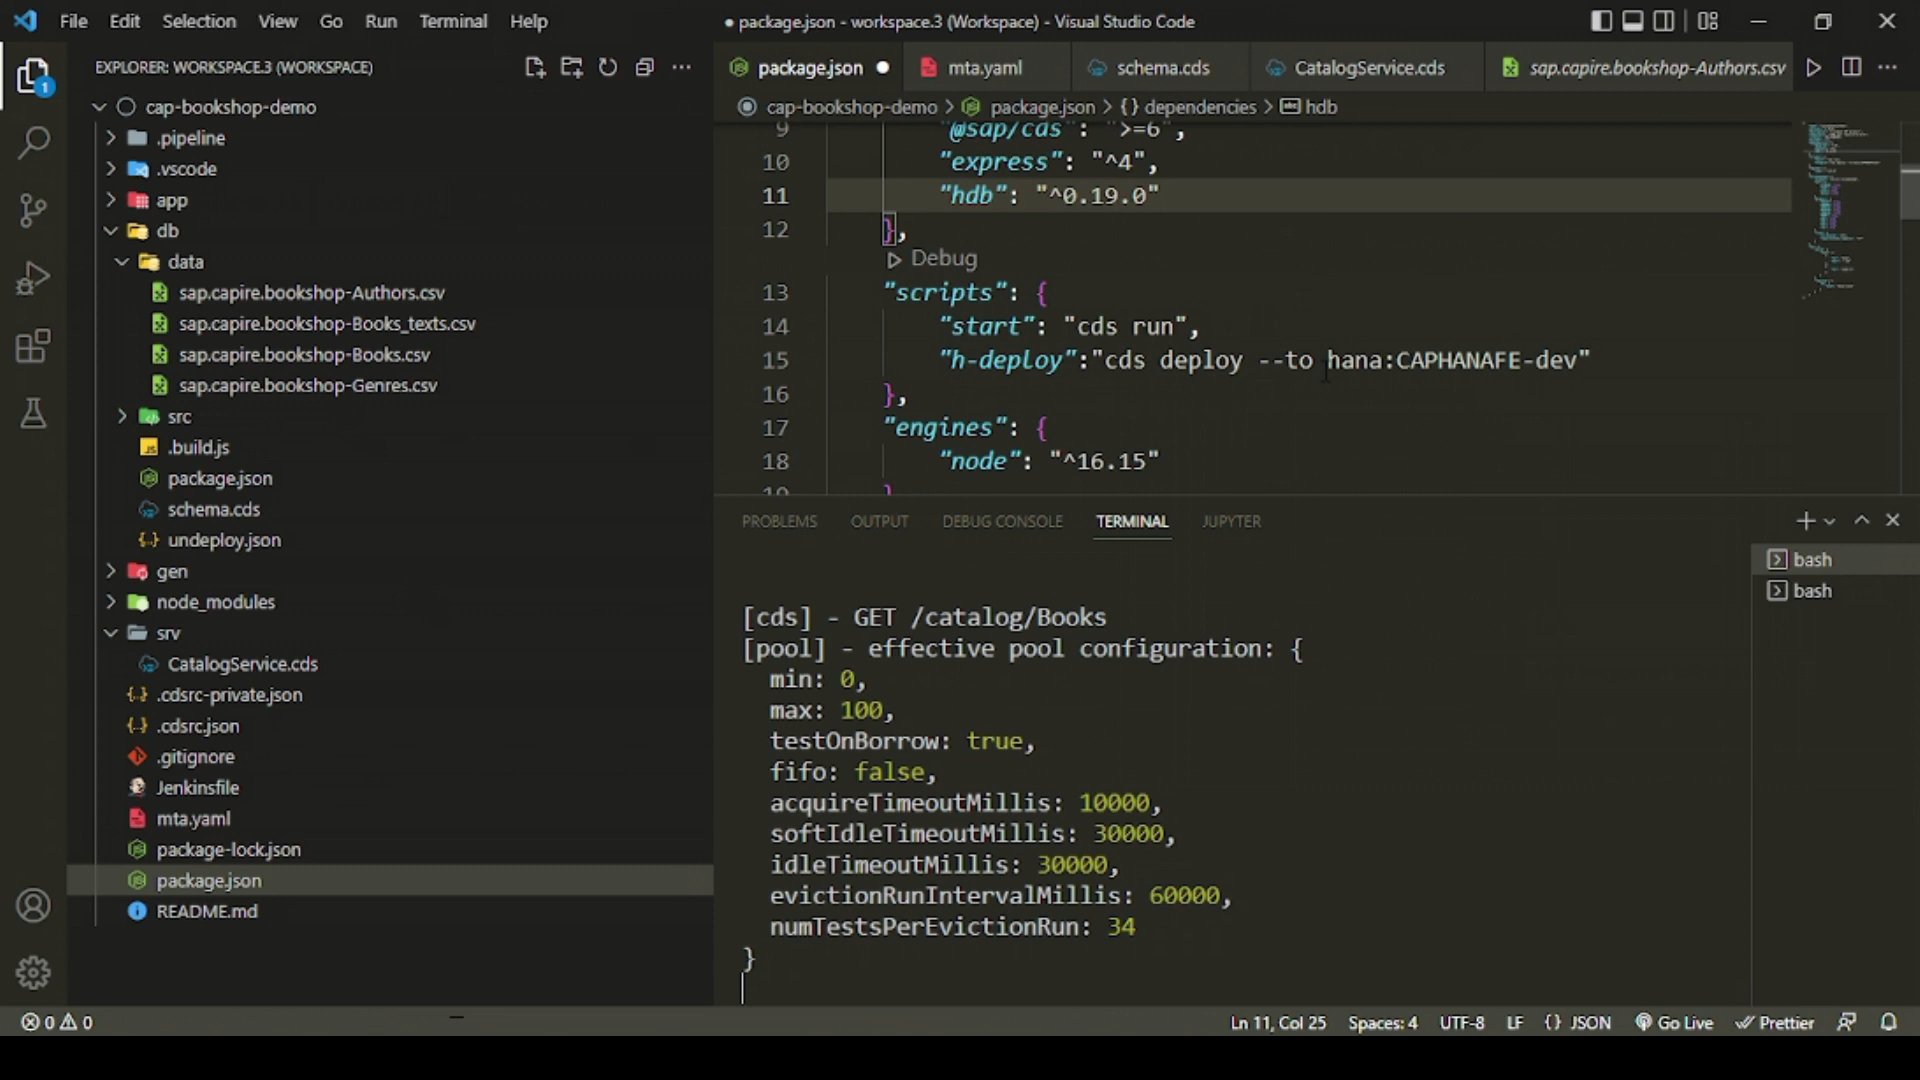 File Edit Selection View Go Run Terminal Help
● package.json - workspace.3 (Workspace) - Visual Studio Code
EXPLORER: WORKSPACE.3 (WORKSPACE)
1
cap-bookshop-demo
.pipeline
.vscode
app
db
data
sap.capire.bookshop-Authors.csv
sap.capire.bookshop-Books_texts.csv
sap.capire.bookshop-Books.csv
sap.capire.bookshop-Genres.csv
src
.build.js
package.json
schema.cds
undeploy.json
gen
node_modules
srv
CatalogService.cds
.cdsrc-private.json
.cdsrc.json
.gitignore
Jenkinsfile
mta.yaml
package-lock.json
package.json
README.md
package.json mta.yaml schema.cds CatalogService.cds sap.capire.bookshop-Authors.csv
cap-bookshop-demo > package.json > {} dependencies > hdb
9 "@sap/cds": ">=6",
10 "express": "^4",
11 "hdb": "^0.19.0"
12 },
Debug
13 "scripts": {
14 "start": "cds run",
15 "h-deploy":"cds deploy --to hana:CAPHANAFE-dev"
16 },
17 "engines": {
18 "node": "^16.15"
19 }
PROBLEMS OUTPUT DEBUG CONSOLE TERMINAL JUPYTER
bash
bash
[cds] - GET /catalog/Books
[pool] - effective pool configuration: {
min: 0,
max: 100,
testOnBorrow: true,
fifo: false,
acquireTimeoutMillis: 10000,
softIdleTimeoutMillis: 30000,
idleTimeoutMillis: 30000,
evictionRunIntervalMillis: 60000,
numTestsPerEvictionRun: 34
}
0 0 Ln 11, Col 25 Spaces: 4 UTF-8 LF {} JSON Go Live Prettier